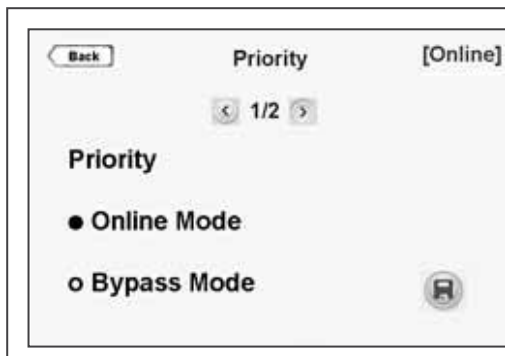 Back Priority [Online]
< 1/2 >
Priority
● Online Mode
o Bypass Mode